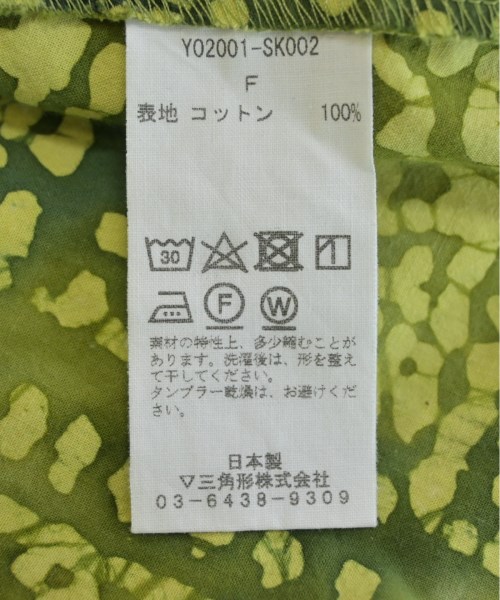 Y02001-SK002
F
表地 コットン 100%
30
F W
素材の特性上、多少縮むことが
あります。洗濯後は、形を整え
て干してください。
タンブラー乾燥は、お避けくださ
い。
日本製
▽三角形株式会社
03-6438-9309